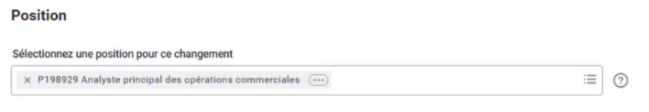 Position
Sélectionnez une position pour ce changement
× P198929 Analyste principal des opérations commerciales